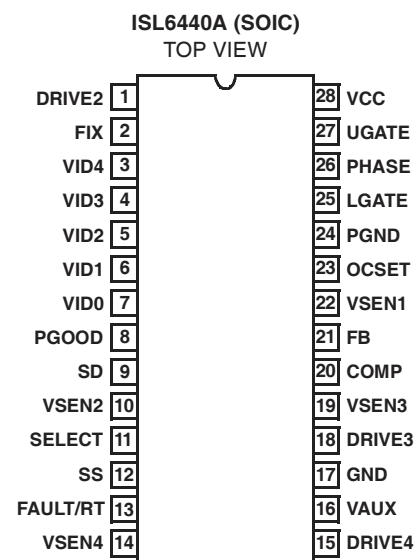 ISL6440A (SOIC)
TOP VIEW
DRIVE2 1 28 VCC
FIX 2 27 UGATE
VID4 3 26 PHASE
VID3 4 25 LGATE
VID2 5 24 PGND
VID1 6 23 OCSET
VID0 7 22 VSEN1
PGOOD 8 21 FB
SD 9 20 COMP
VSEN2 10 19 VSEN3
SELECT 11 18 DRIVE3
SS 12 17 GND
FAULT/RT 13 16 VAUX
VSEN4 14 15 DRIVE4